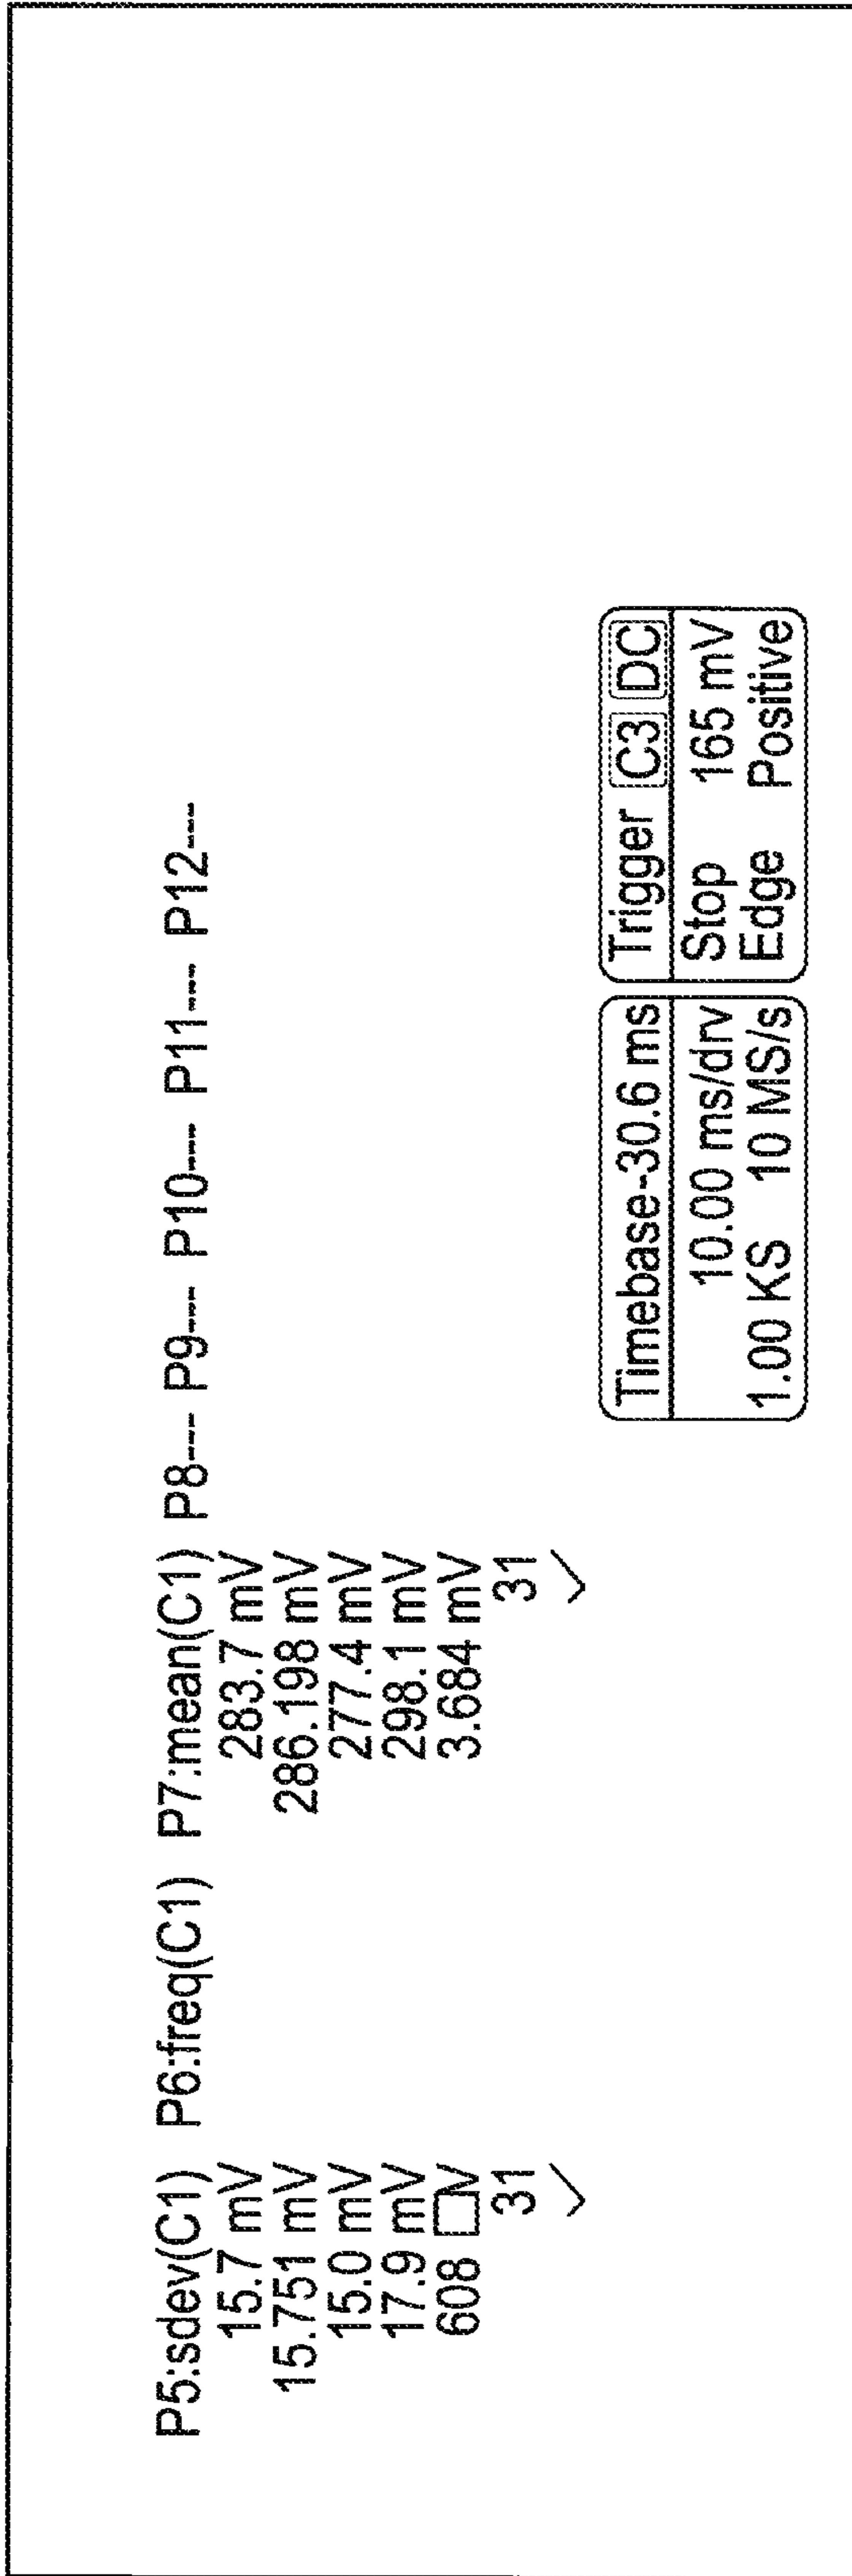 P5:sdev(C1) P6:freq(C1) P7:mean(C1) P8--- P9--- P10--- P11--- P12---
15.7 mV 283.7 mV
15.751 mV 286.198 mV
15.0 mV 277.4 mV
17.9 mV 298.1 mV
608 □V 3.684 mV
31 31
Timebase-30.6 ms
10.00 ms/drv
1.00 KS 10 MS/s
Trigger C3 DC
Stop 165 mV
Edge Positive